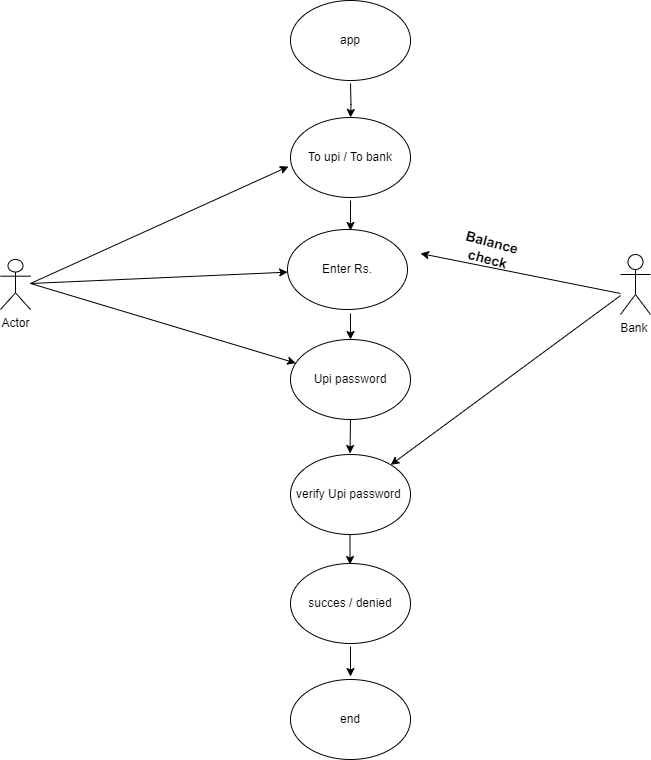 app
To upi / To bank
Balance
check
Enter Rs.
Actor
Bank
Upi password
verify Upi password
succes / denied
end